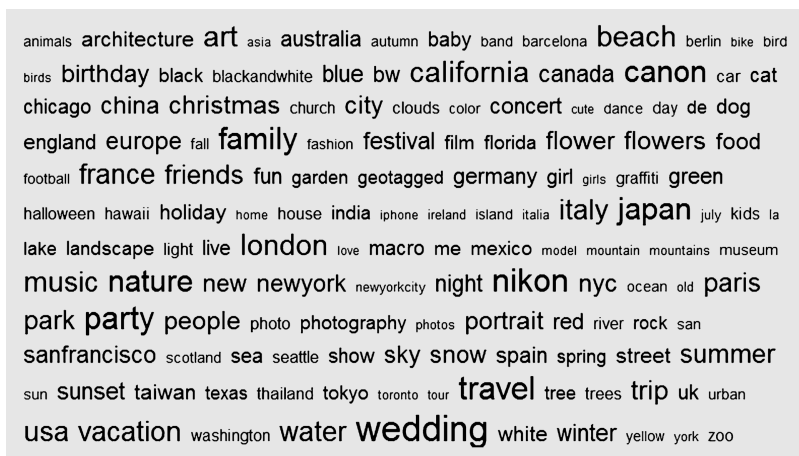 animals architecture art asia australia autumn baby band barcelona beach berlin bike bird
birds birthday black blackandwhite blue bw california canada canon car cat
chicago china christmas church city clouds color concert cute dance day de dog
england europe fall family fashion festival film florida flower flowers food
football france friends fun garden geotagged germany girl girls graffiti green
halloween hawaii holiday home house india iphone ireland island italia italy japan july kids la
lake landscape light live london love macro me mexico model mountain mountains museum
music nature new newyork newyorkcity night nikon nyc ocean old paris
park party people photo photography photos portrait red river rock san
sanfrancisco scotland sea seattle show sky snow spain spring street summer
sun sunset taiwan texas thailand tokyo toronto tour travel tree trees trip uk urban
usa vacation washington water wedding white winter yellow york zoo